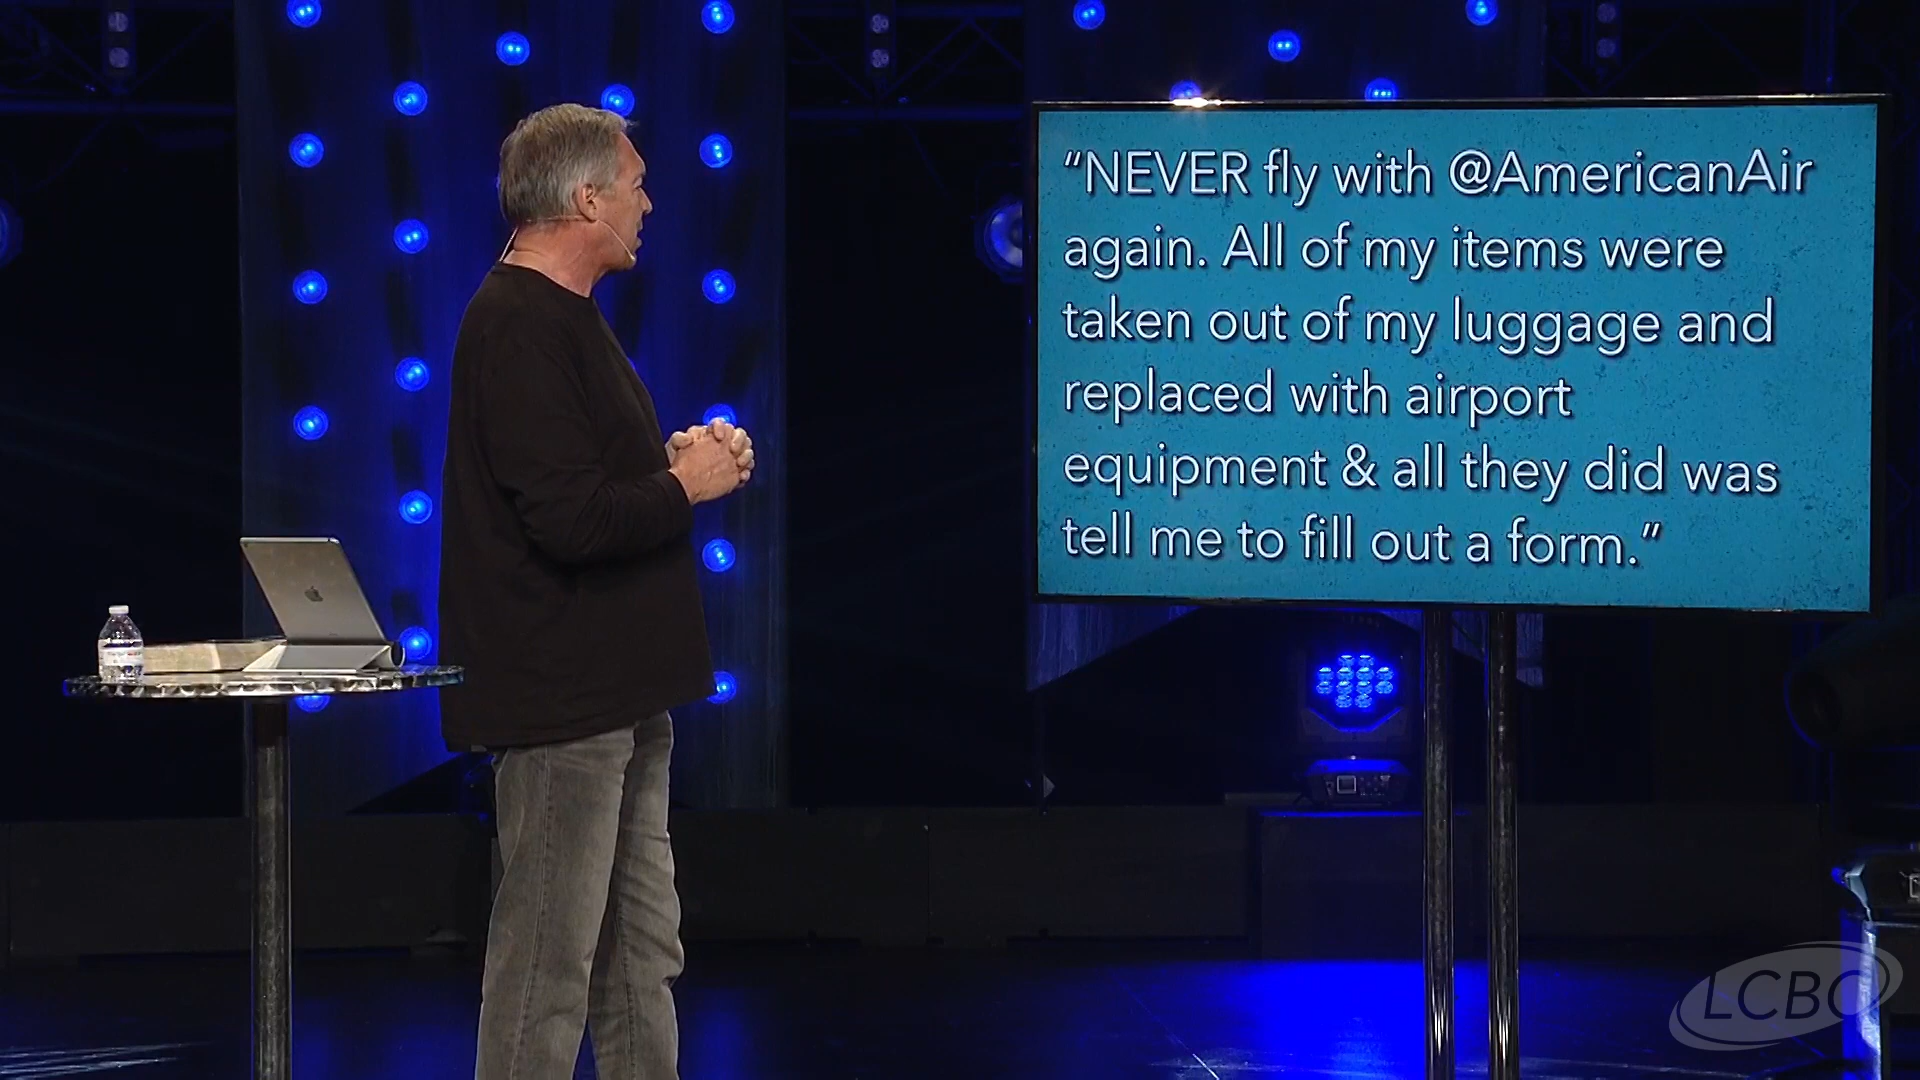 “NEVER fly with @AmericanAir
again. All of my items were
taken out of my luggage and
replaced with airport
equipment & all they did was
tell me to fill out a form.”
LCBC